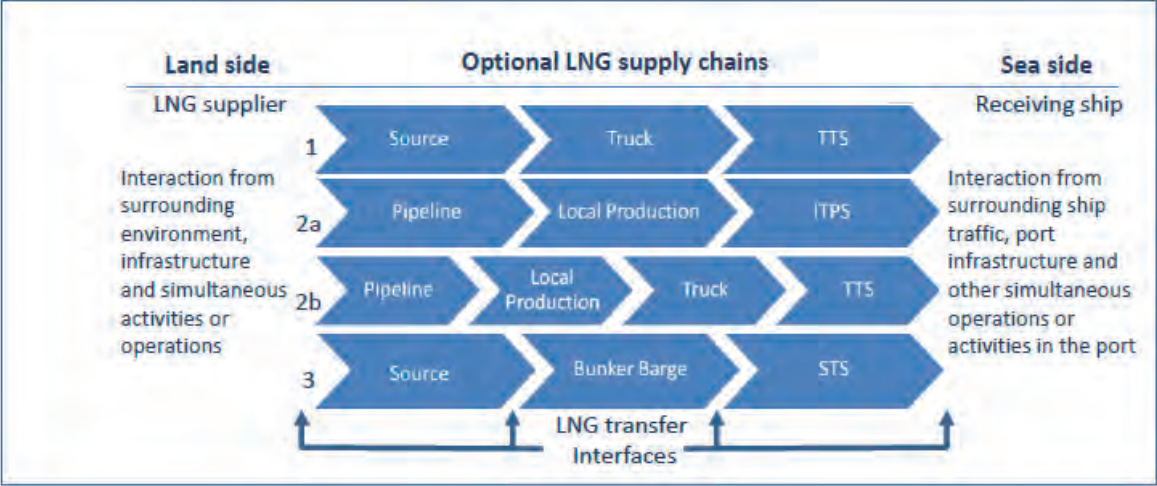 Land side
Optional LNG supply chains
Sea side
LNG supplier
Receiving ship
1
Source
Truck
TTS
Interaction from
surrounding
environment,
infrastructure
and simultaneous
activities or
operations
2a
Pipeline
Local Production
ITPS
2b
Pipeline
Local
Production
Truck
TTS
3
Source
Bunker Barge
STS
Interaction from
surrounding ship
traffic, port
infrastructure and
other simultaneous
operations or
activities in the port
LNG transfer
Interfaces